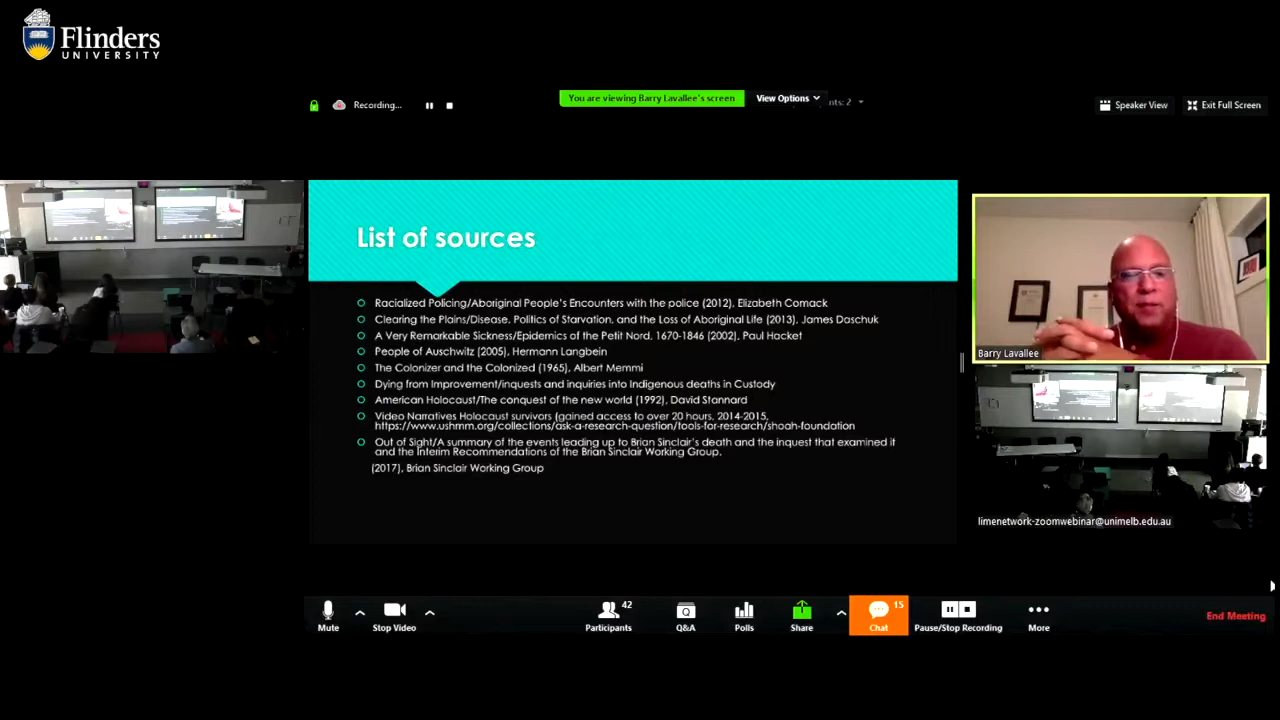 Flinders
UNIVERSITY
Recording...
You are viewing Barry Lavallee's screen
View Options
nts: 2
Speaker View
Exit Full Screen
List of sources
Racialized Policing/Aboriginal People's Encounters with the police (2012), Elizabeth Comack
Clearing the Plains/Disease, Politics of Starvation, and the Loss of Aboriginal Life (2013), James Daschuk
A Very Remarkable Sickness/Epidemics of the Petit Nord, 1670-1846 (2002), Paul Hacket
People of Auschwitz (2005), Hermann Langbein
The Colonizer and the Colonized (1965), Albert Memmi
Dying from Improvement/inquests and inquiries into Indigenous deaths in Custody
American Holocaust/The conquest of the new world (1992), David Stannard
Video Narratives Holocaust survivors (gained access to over 20 hours, 2014-2015,
https://www.ushmm.org/collections/ask-a-research-question/tools-for-research/shoah-foundation
Out of Sight/A summary of the events leading up to Brian Sinclair's death and the inquest that examined it
and the Interim Recommendations of the Brian Sinclair Working Group.
(2017), Brian Sinclair Working Group
Barry Lavallee
limenetwork-zoomwebinar@unimelb.edu.au
Mute
Stop Video
42
Participants
Q&A
Polls
Share
15
Chat
Pause/Stop Recording
More
End Meeting